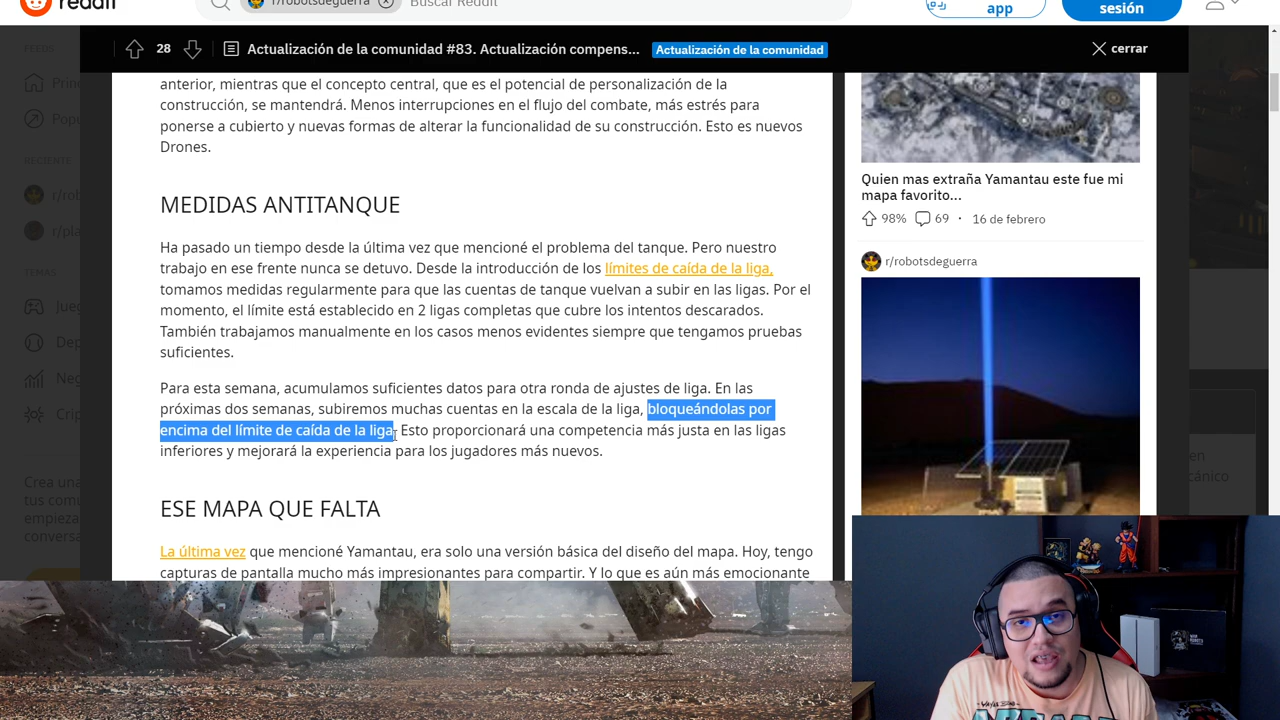 reddit
r/robotsdeguerra
Buscar Reddit
app
sesión
28
Actualización de la comunidad #83. Actualización compens...
Actualización de la comunidad
cerrar
FEEDS
anterior, mientras que el concepto central, que es el potencial de personalización de la
construcción, se mantendrá. Menos interrupciones en el flujo del combate, más estrés para
ponerse a cubierto y nuevas formas de alterar la funcionalidad de su construcción. Esto es nuevos
Drones.
MEDIDAS ANTITANQUE
Ha pasado un tiempo desde la última vez que mencioné el problema del tanque. Pero nuestro
trabajo en ese frente nunca se detuvo. Desde la introducción de los límites de caída de la liga,
tomamos medidas regularmente para que las cuentas de tanque vuelvan a subir en las ligas. Por el
momento, el límite está establecido en 2 ligas completas que cubre los intentos descarados.
También trabajamos manualmente en los casos menos evidentes siempre que tengamos pruebas
suficientes.
Para esta semana, acumulamos suficientes datos para otra ronda de ajustes de liga. En las
próximas dos semanas, subiremos muchas cuentas en la escala de la liga, bloqueándolas por
encima del límite de caída de la liga. Esto proporcionará una competencia más justa en las ligas
inferiores y mejorará la experiencia para los jugadores más nuevos.
ESE MAPA QUE FALTA
La última vez que mencioné Yamantau, era solo una versión básica del diseño del mapa. Hoy, tengo
capturas de pantalla mucho más impresionantes para compartir. Y lo que es aún más emocionante
Quien mas extraña Yamantau este fue mi
mapa favorito...
98% 69 · 16 de febrero
r/robotsdeguerra
TEMAS
Crea una
tus comu
empieza
conversa